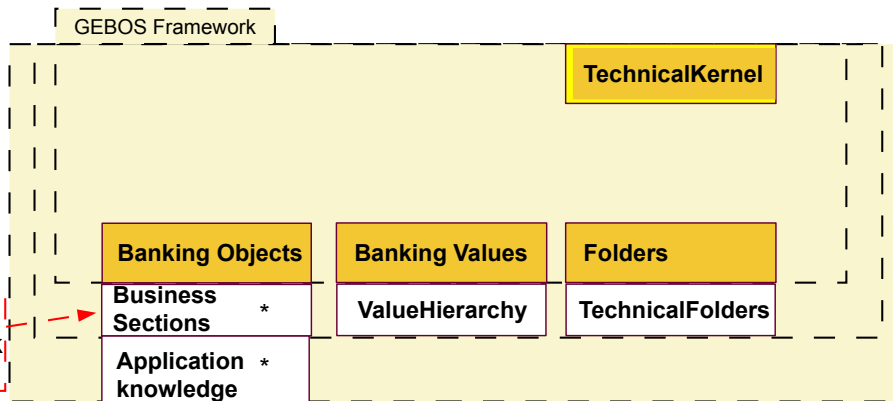 GEBOS Framework
TechnicalKernel
Banking Objects
Banking Values
Folders
Business
Sections *
ValueHierarchy
TechnicalFolders
Application *
knowledge